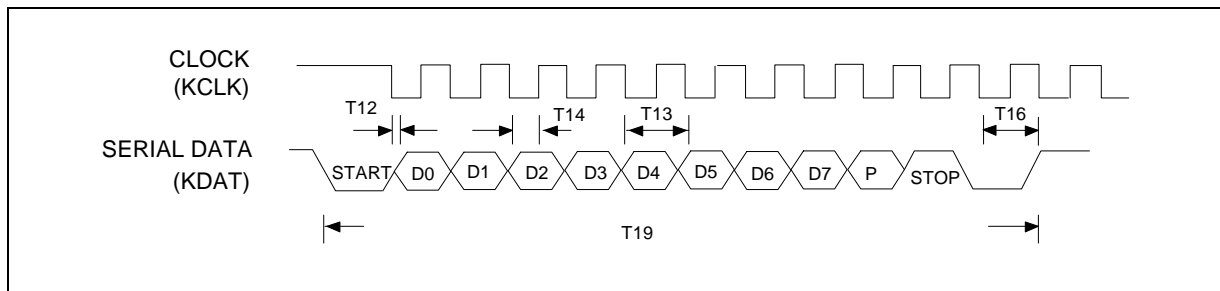 CLOCK
(KCLK)
T12
T14
T13
T16
SERIAL DATA
(KDAT)
START
D0
D1
D2
D3
D4
D5
D6
D7
P
STOP
T19